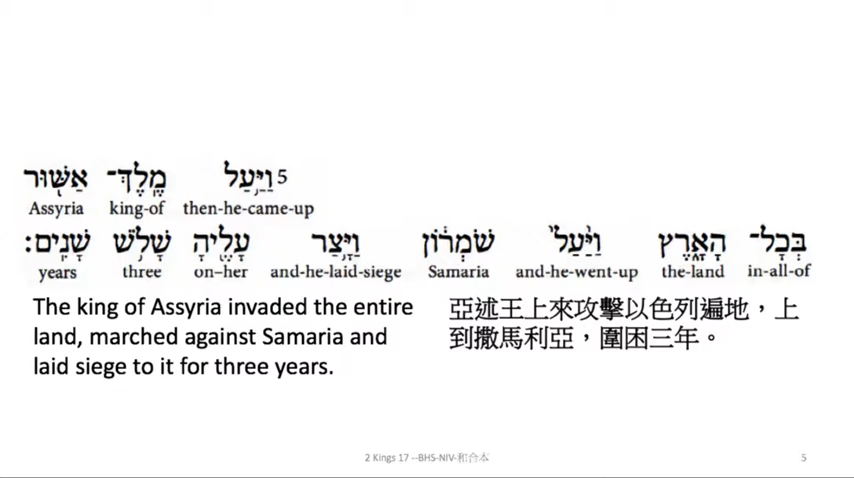 5 וַיַּ֥עַל מֶֽלֶךְ־ אַשּׁ֖וּר
then-he-came-up king-of Assyria
בְּכָל־ הָאָ֑רֶץ וַיַּ֙עַל֙ שֹׁמְר֔וֹן וַיָּ֥צַר עָלֶ֖יהָ שָׁלֹ֥שׁ שָׁנִֽים׃
in-all-of the-land and-he-went-up Samaria and-he-laid-siege on–her three years
The king of Assyria invaded the entire
land, marched against Samaria and
laid siege to it for three years.
亞述王上來攻擊以色列遍地，上
到撒馬利亞，圍困三年。
2 Kings 17 --BHS-NIV-和合本
5